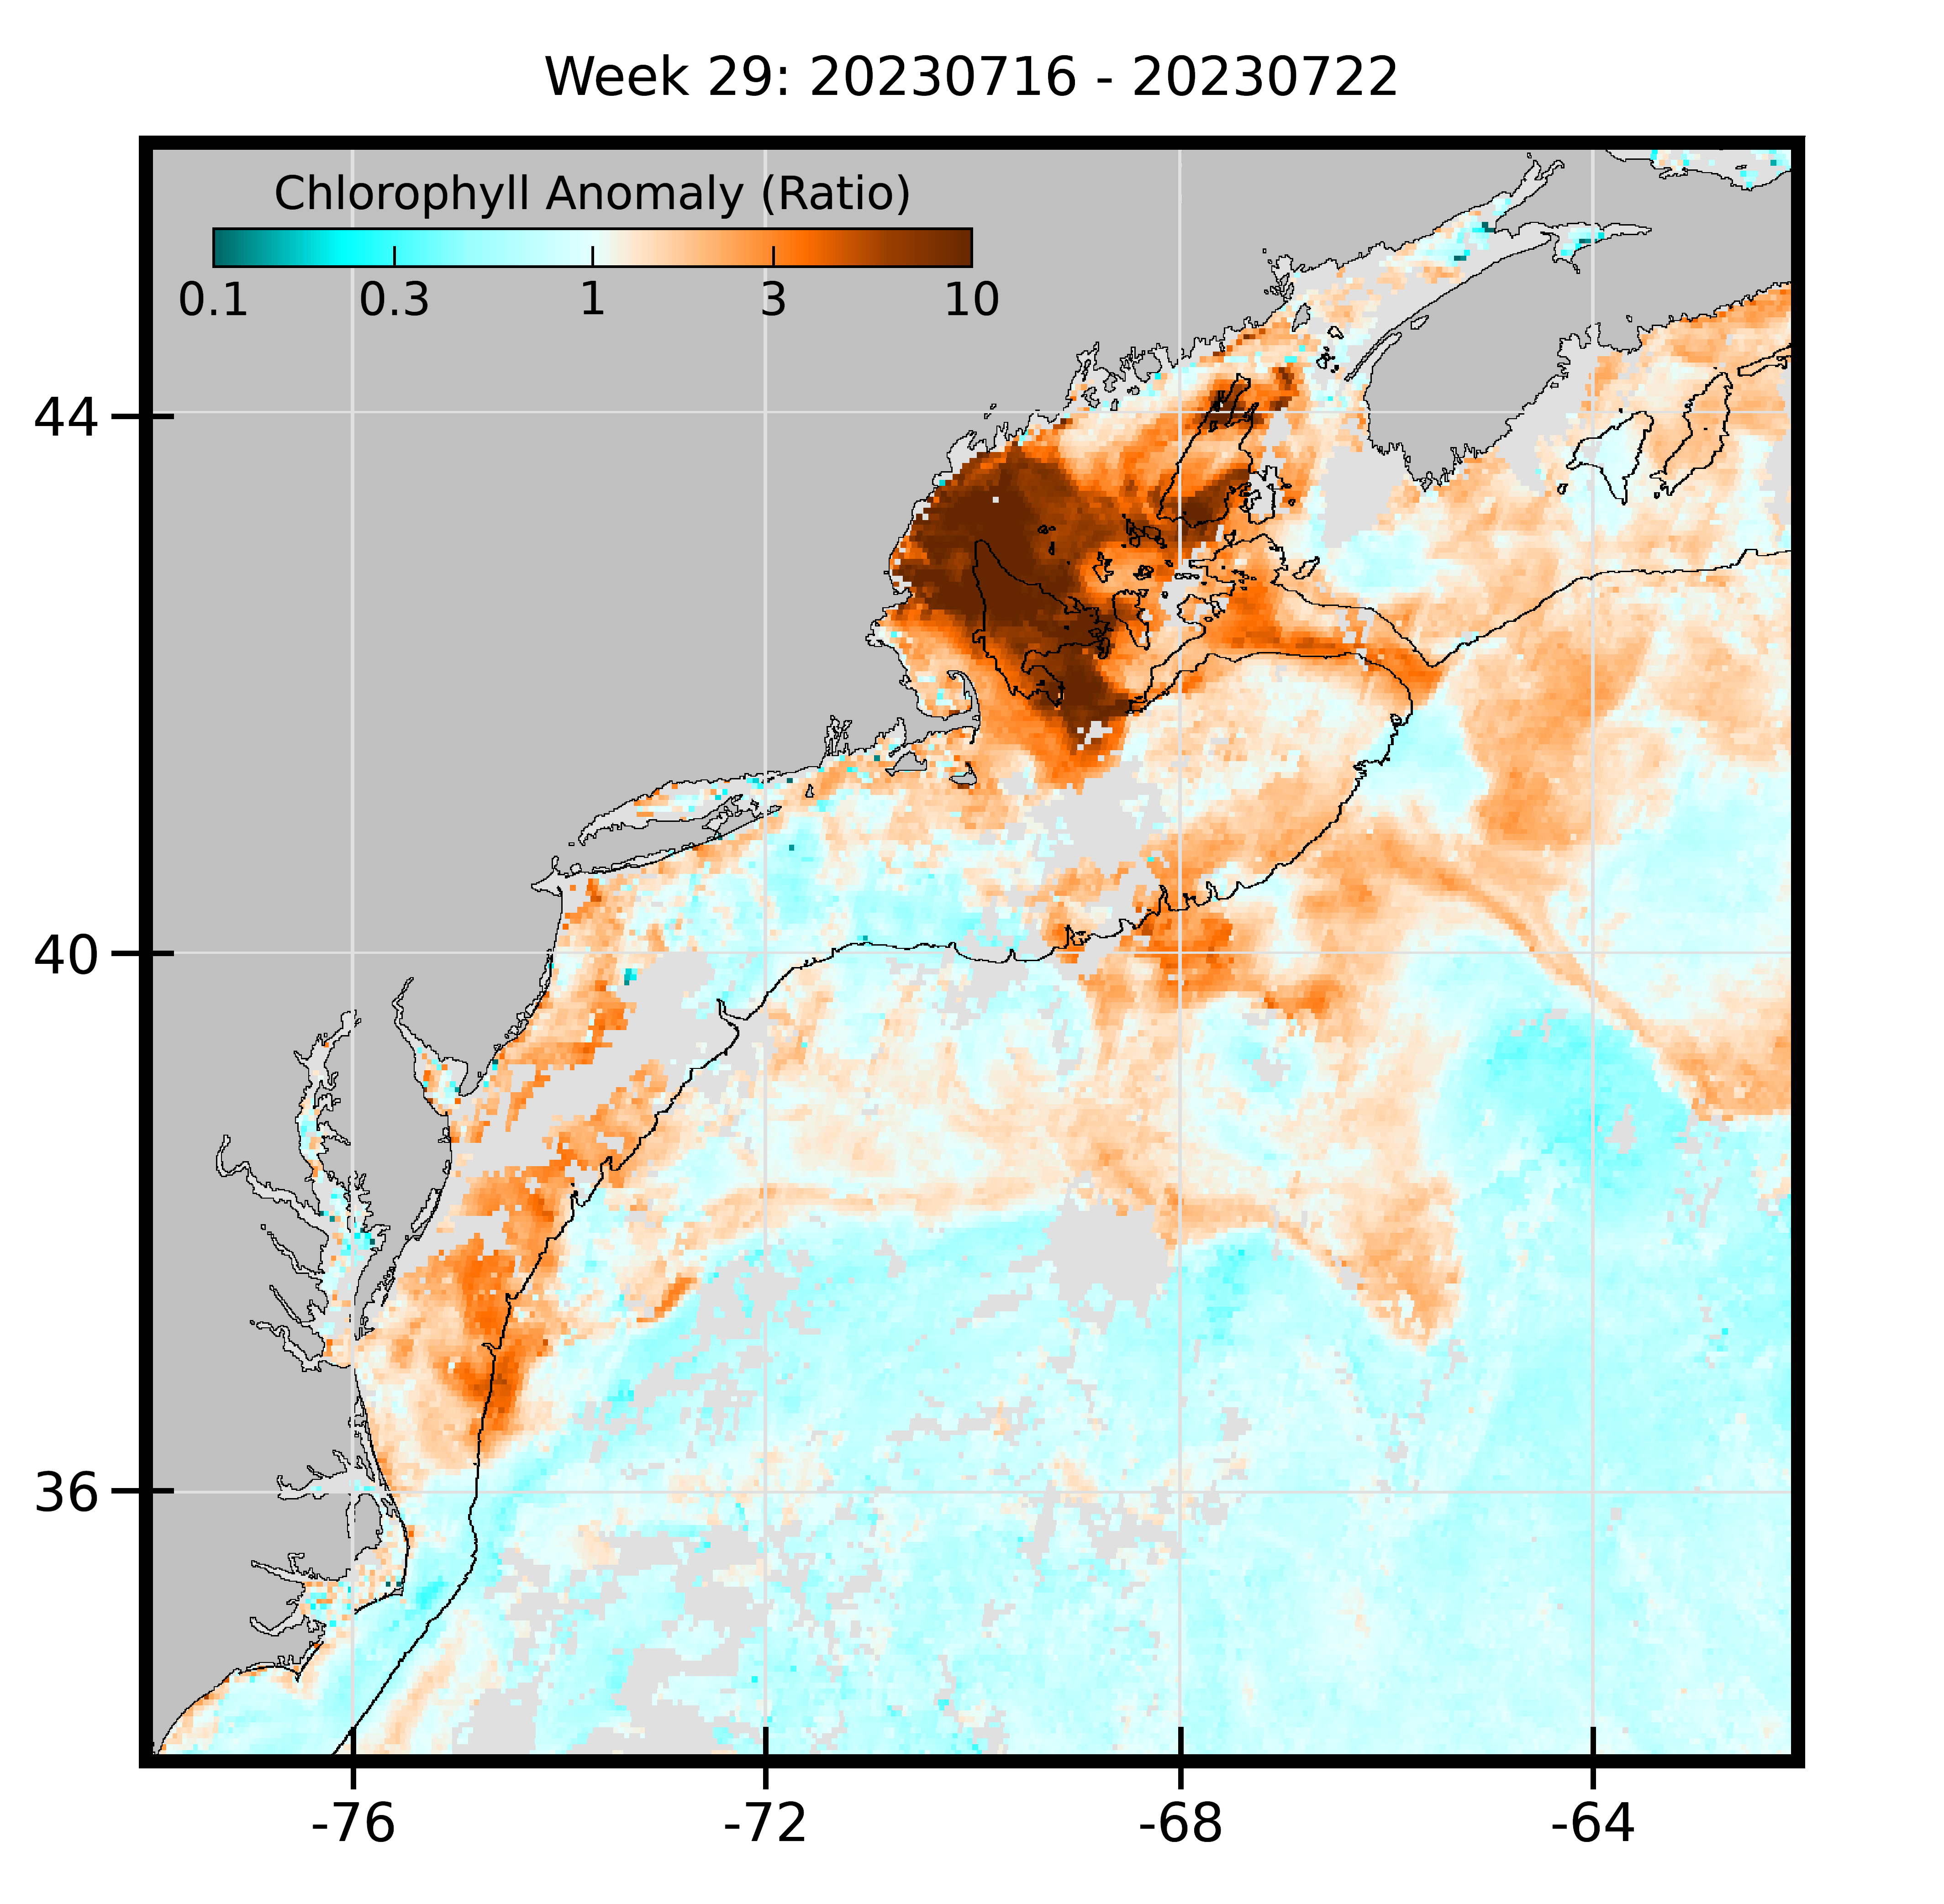 Week 29: 20230716 - 20230722
Chlorophyll Anomaly (Ratio)
0.1 0.3 1 3 10
44
40
36
-76 -72 -68 -64